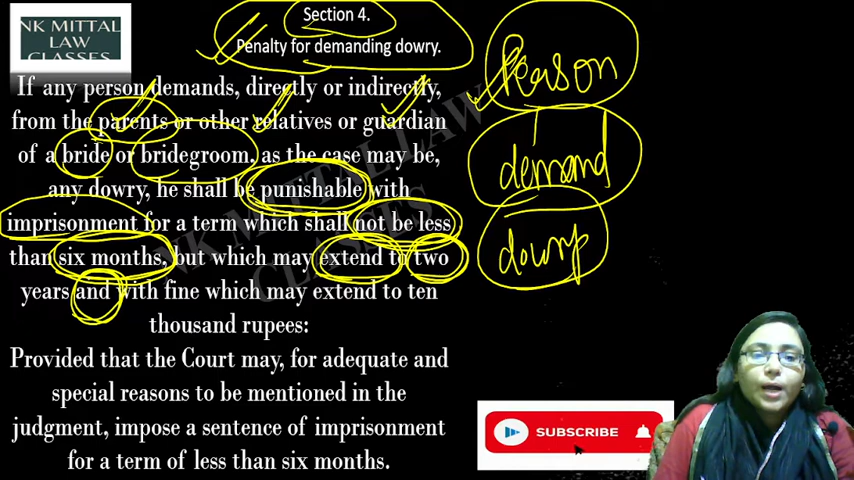 NK MITTAL
LAW
CLASSES
Section 4.
Penalty for demanding dowry.
If any person demands, directly or indirectly,
from the parents or other relatives or guardian
of a bride or bridegroom, as the case may be,
any dowry, he shall be punishable with
imprisonment for a term which shall not be less
than six months, but which may extend to two
years and with fine which may extend to ten
thousand rupees:
Provided that the Court may, for adequate and
special reasons to be mentioned in the
judgment, impose a sentence of imprisonment
for a term of less than six months.
Person
demand
dowry
NK MITTAL LAW
CLASSES
SUBSCRIBE